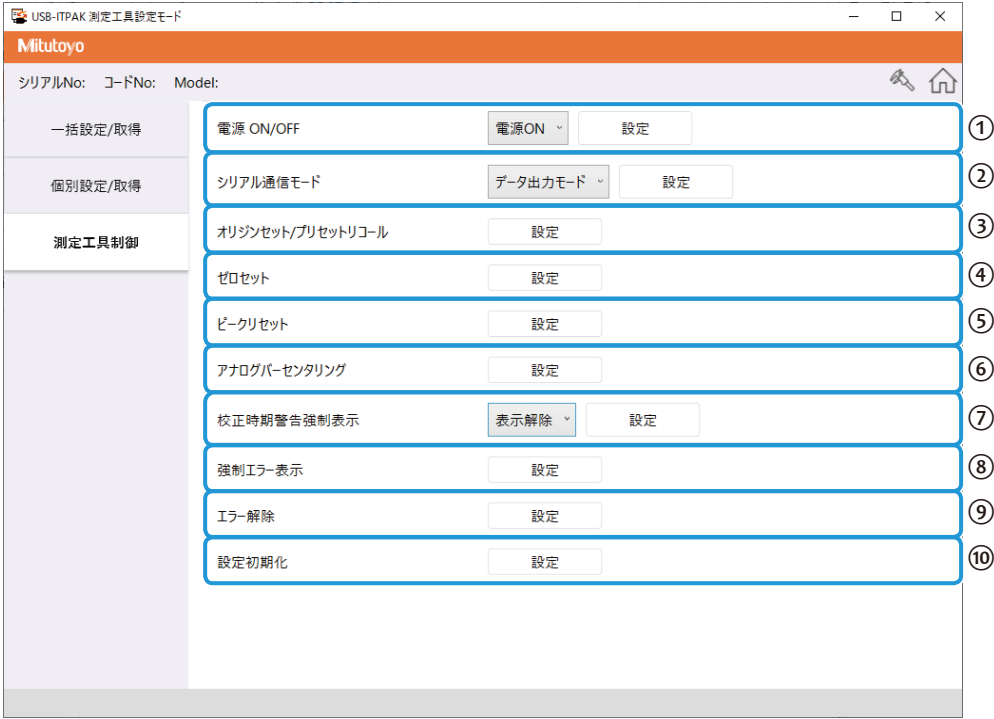 USB-ITPAK 測定工具設定モード
Mitutoyo
シリアルNo: コードNo: Model:
一括設定/取得
個別設定/取得
測定工具制御
電源 ON/OFF 電源ON 設定 ①
シリアル通信モード データ出力モード 設定 ②
オリジンセット/プリセットリコール 設定 ③
ゼロセット 設定 ④
ピークリセット 設定 ⑤
アナログバーセンタリング 設定 ⑥
校正時期警告強制表示 表示解除 設定 ⑦
強制エラー表示 設定 ⑧
エラー解除 設定 ⑨
設定初期化 設定 ⑩